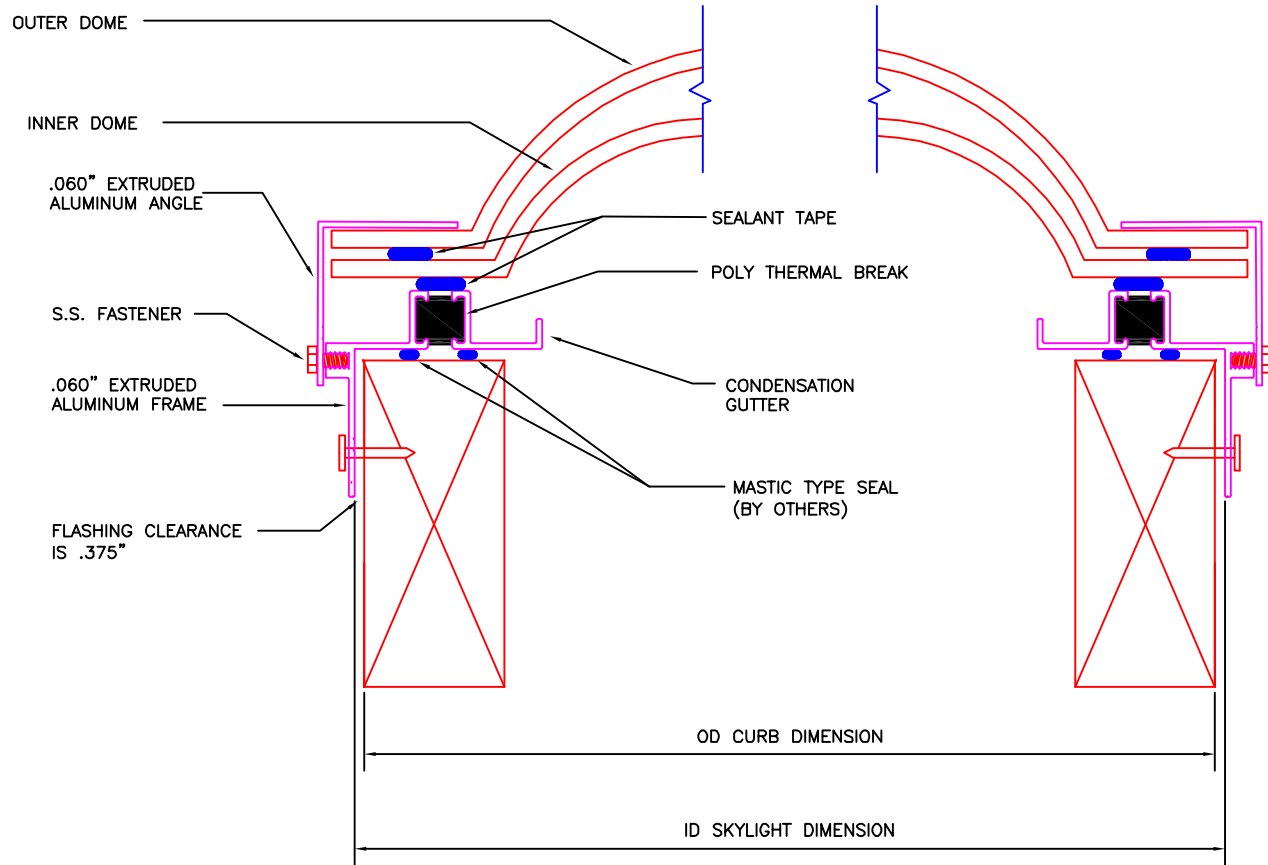 OUTER DOME
INNER DOME
.060" EXTRUDED
ALUMINUM ANGLE
S.S. FASTENER
.060" EXTRUDED
ALUMINUM FRAME
FLASHING CLEARANCE
IS .375"
SEALANT TAPE
POLY THERMAL BREAK
CONDENSATION
GUTTER
MASTIC TYPE SEAL
(BY OTHERS)
OD CURB DIMENSION
ID SKYLIGHT DIMENSION